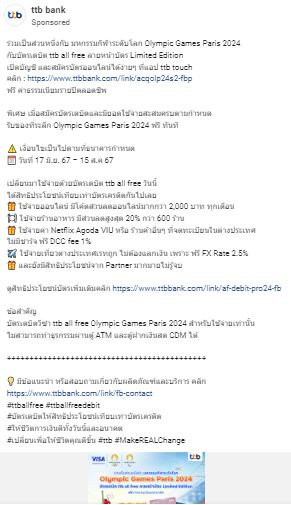 ttb bank
Sponsored
ร่วมเป็นส่วนหนึ่งกับ มหกรรมกีฬาระดับโลก Olympic Games Paris 2024
กับบัตรเดบิต ttb all free ลายหน้าบัตร Limited Edition
เปิดบัญชี และสมัครบัตรออนไลน์ได้ง่ายๆ ที่แอป ttb touch
คลิก : https://www.ttbbank.com/link/acqolp24s2-fbp
ฟรี ค่าธรรมเนียมรายปีตลอดชีพ
พิเศษ เมื่อสมัครบัตรเดบิตและมียอดใช้จ่ายสะสมครบตามกำหนด
รับของที่ระลึก Olympic Games Paris 2024 ฟรี ทันที
⚠️ เงื่อนไขเป็นไปตามที่ธนาคารกำหนด
🗓️ วันที่ 17 มิ.ย. 67 – 15 ส.ค 67
เปลี่ยนมาใช้จ่ายด้วยบัตรเดบิต ttb all free วันนี้
ได้สิทธิประโยชน์เทียบเท่าบัตรเครดิตกันไปเลย
🎁 ใช้จ่ายออนไลน์ มีโค้ดส่วนลดออนไลน์มากกว่า 2,000 บาท ทุกเดือน
🍽️ ใช้จ่ายร้านอาหาร มีส่วนลดสูงสุด 20% กว่า 600 ร้าน
🎁 ใช้จ่ายค่า Netflix Agoda VIU หรือ ร้านค้าอื่นๆ ที่จดทะเบียนในต่างประเทศ
ไม่มีชาร์จ ฟรี DCC fee 1%
✈️ ใช้จ่ายเที่ยวต่างประเทศเรทถูก ไม่ต้องแลกเงิน เพราะ ฟรี FX Rate 2.5%
🎁 และยังมีสิทธิประโยชน์จาก Partner มากมายไม่รู้จบ
ดูสิทธิประโยชน์บัตรเพิ่มเติมคลิก https://www.ttbbank.com/link/af-debit-pro24-fb
ข้อสำคัญ
บัตรเดบิตวีซ่า ttb all free Olympic Games Paris 2024 สำหรับใช้จ่ายเท่านั้น
ไม่สามารถทำธุรกรรมผ่านตู้ ATM และตู้ฝากเงินสด CDM ได้
++++++++++++++++++++++++++++++++++++++++++++
💡 มีข้อแนะนำ หรือสอบถามเกี่ยวกับผลิตภัณฑ์และบริการ คลิก
https://www.ttbbank.com/link/fb-contact
#ttballfree #ttballfreedebit
#บัตรเดบิตให้สิทธิประโยชน์เทียบเท่าบัตรเครดิต
#ให้ชีวิตการเงินดีทั้งวันนี้และอนาคต
#เปลี่ยนเพื่อให้ชีวิตคุณดีขึ้น #ttb #MakeREALChange
VISA
ttb
Olympic Games Paris 2024